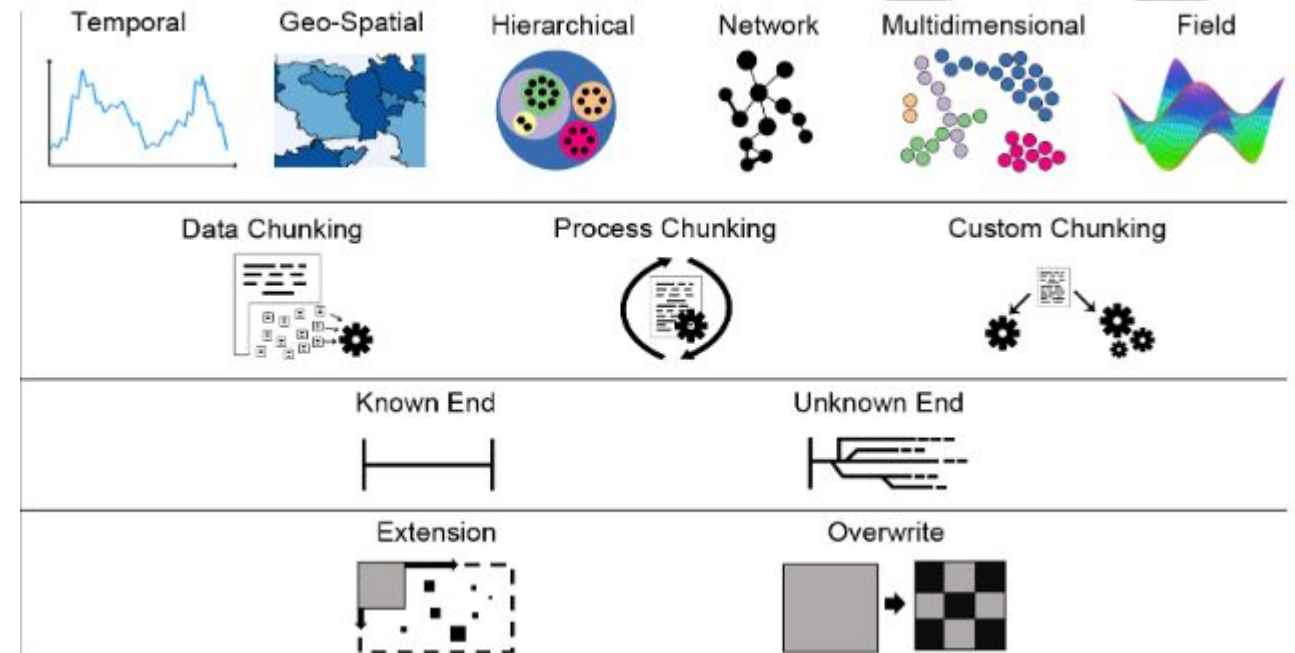 Temporal Geo-Spatial Hierarchical Network Multidimensional Field
Data Chunking Process Chunking Custom Chunking
Known End Unknown End
Extension Overwrite